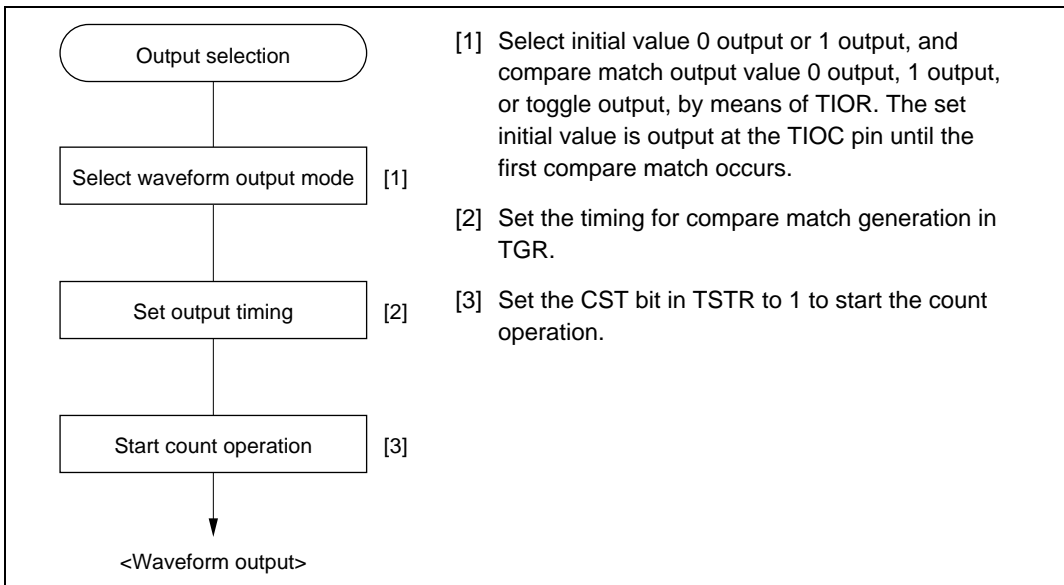 Output selection
Select waveform output mode [1]
Set output timing [2]
Start count operation [3]
<Waveform output>
[1] Select initial value 0 output or 1 output, and
compare match output value 0 output, 1 output,
or toggle output, by means of TIOR. The set
initial value is output at the TIOC pin until the
first compare match occurs.
[2] Set the timing for compare match generation in
TGR.
[3] Set the CST bit in TSTR to 1 to start the count
operation.